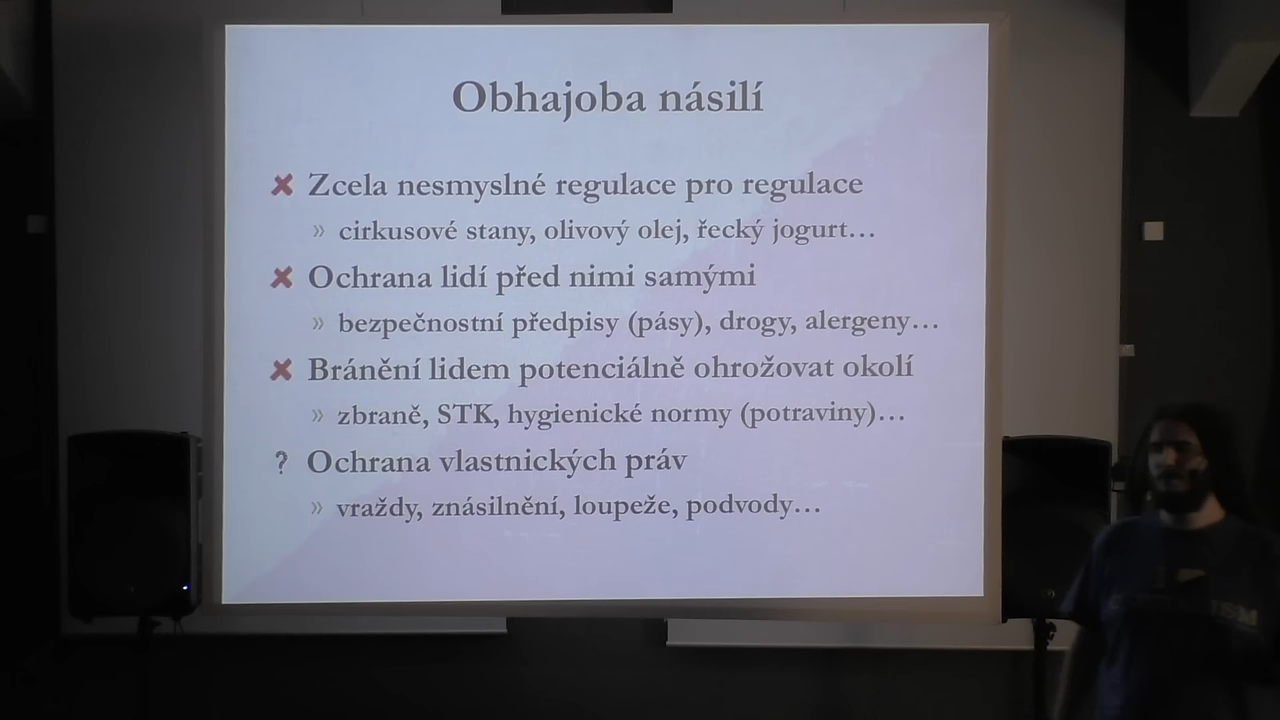 Obhajoba násilí
✘ Zcela nesmyslné regulace pro regulace
» cirkusové stany, olivový olej, řecký jogurt…
✘ Ochrana lidí před nimi samými
» bezpečnostní předpisy (pásy), drogy, alergeny…
✘ Bránění lidem potenciálně ohrožovat okolí
» zbraně, STK, hygienické normy (potraviny)…
? Ochrana vlastnických práv
» vraždy, znásilnění, loupeže, podvody…